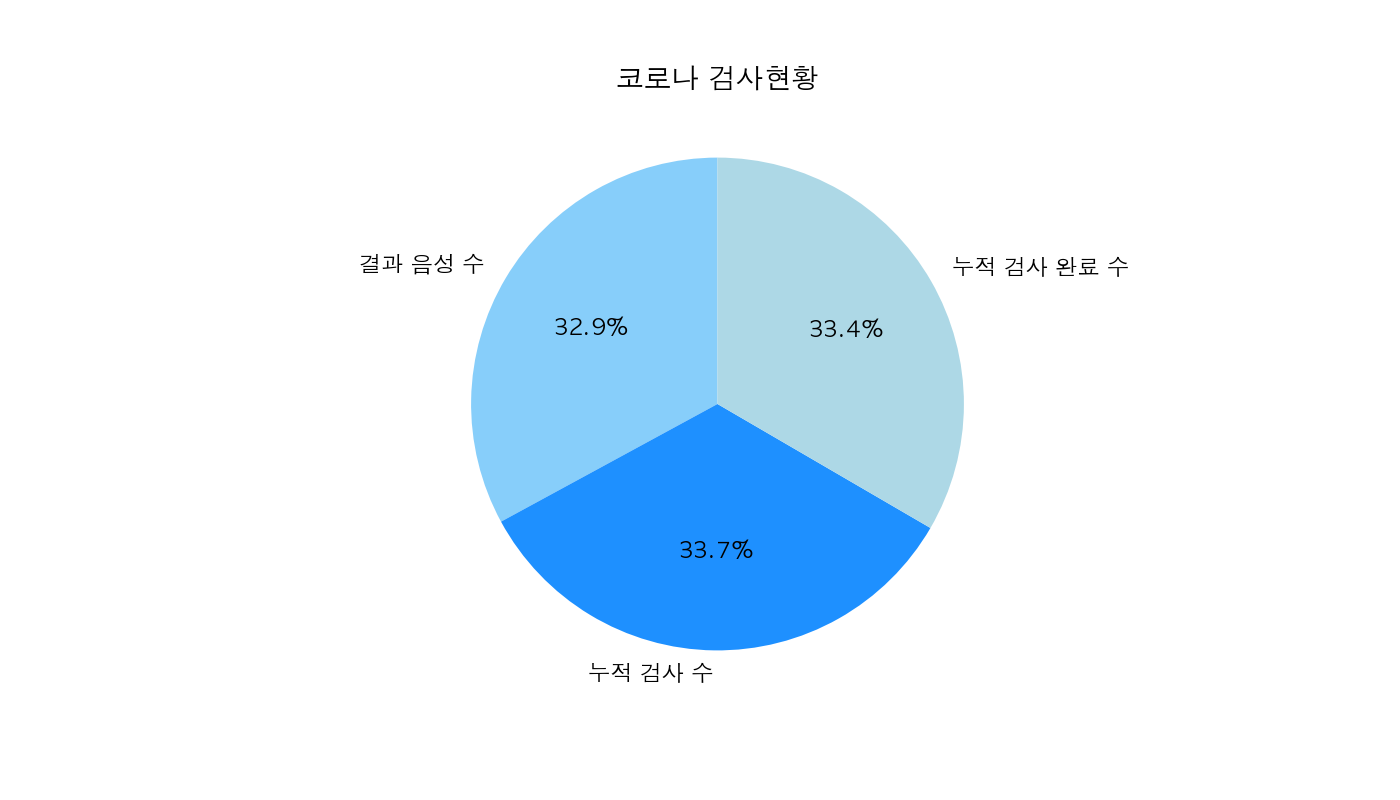 코로나 검사현황
결과 음성 수
누적 검사 완료 수
32.9%
33.4%
33.7%
누적 검사 수